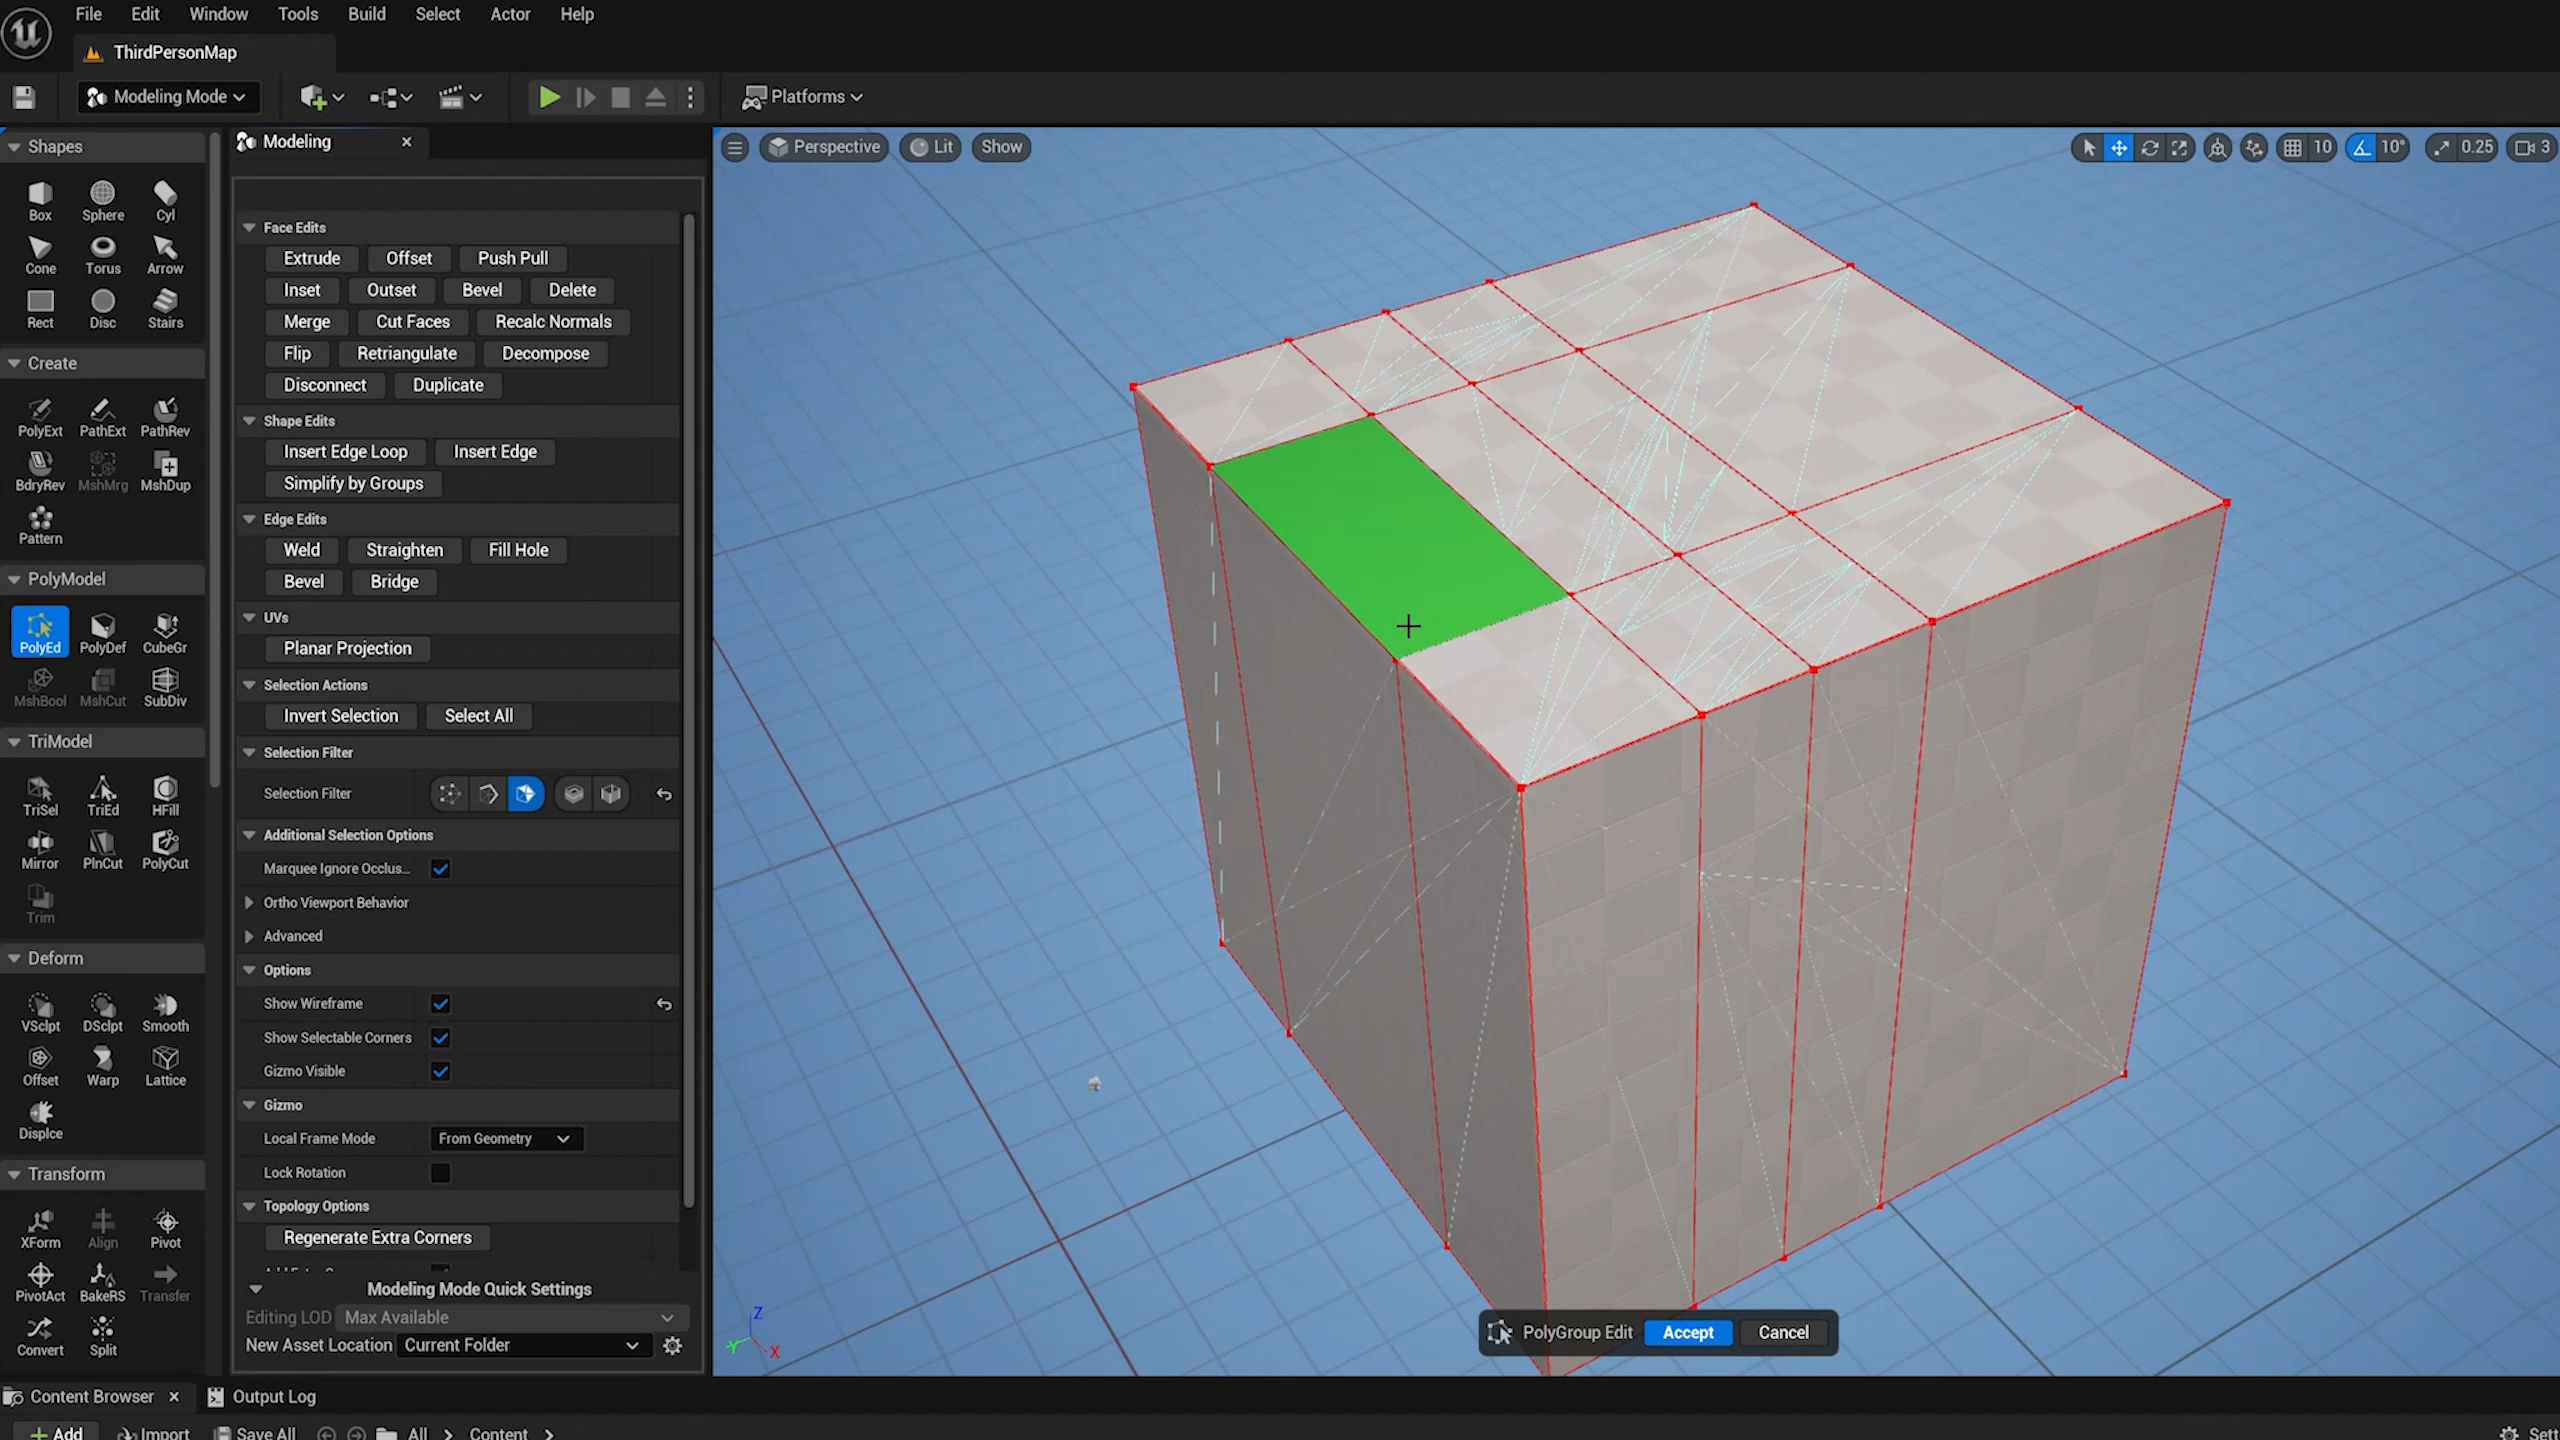 File Edit Window Tools Build Select Actor Help
ThirdPersonMap
Modeling Mode
Platforms
Shapes
Box Sphere Cyl
Cone Torus Arrow
Rect Disc Stairs
Create
PolyExt PathExt PathRev
BdryRev MshMrg MshDup
Pattern
PolyModel
PolyEd PolyDef CubeGr
MshBool MshCut SubDiv
TriModel
TriSel TriEd HFill
Mirror PlnCut PolyCut
Trim
Deform
VSclpt DSclpt Smooth
Offset Warp Lattice
Displce
Transform
XForm Align Pivot
PivotAct BakeRS Transfer
Convert Split
Modeling
Face Edits
Extrude Offset Push Pull
Inset Outset Bevel Delete
Merge Cut Faces Recalc Normals
Flip Retriangulate Decompose
Disconnect Duplicate
Shape Edits
Insert Edge Loop Insert Edge
Simplify by Groups
Edge Edits
Weld Straighten Fill Hole
Bevel Bridge
UVs
Planar Projection
Selection Actions
Invert Selection Select All
Selection Filter
Selection Filter
Additional Selection Options
Marquee Ignore Occlus...
Ortho Viewport Behavior
Advanced
Options
Show Wireframe
Show Selectable Corners
Gizmo Visible
Gizmo
Local Frame Mode From Geometry
Lock Rotation
Topology Options
Regenerate Extra Corners
Modeling Mode Quick Settings
Editing LOD Max Available
New Asset Location Current Folder
Perspective Lit Show
10 10° 0.25 3
Z
Y X
PolyGroup Edit Accept Cancel
Content Browser Output Log
Add Import Save All All Content Sett